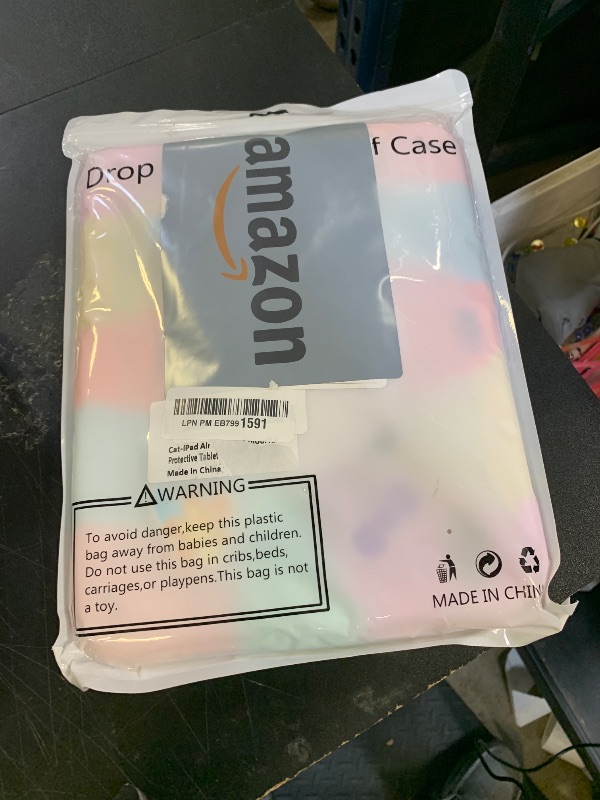 Drop
f Case
amazon
LPN PM EB7991591
Cat-iPad Air
Protective Tablet
Made In China
WARNING
To avoid danger,keep this plastic
bag away from babies and children.
Do not use this bag in cribs,beds,
carriages,or playpens.This bag is not
a toy.
MADE IN CHIN